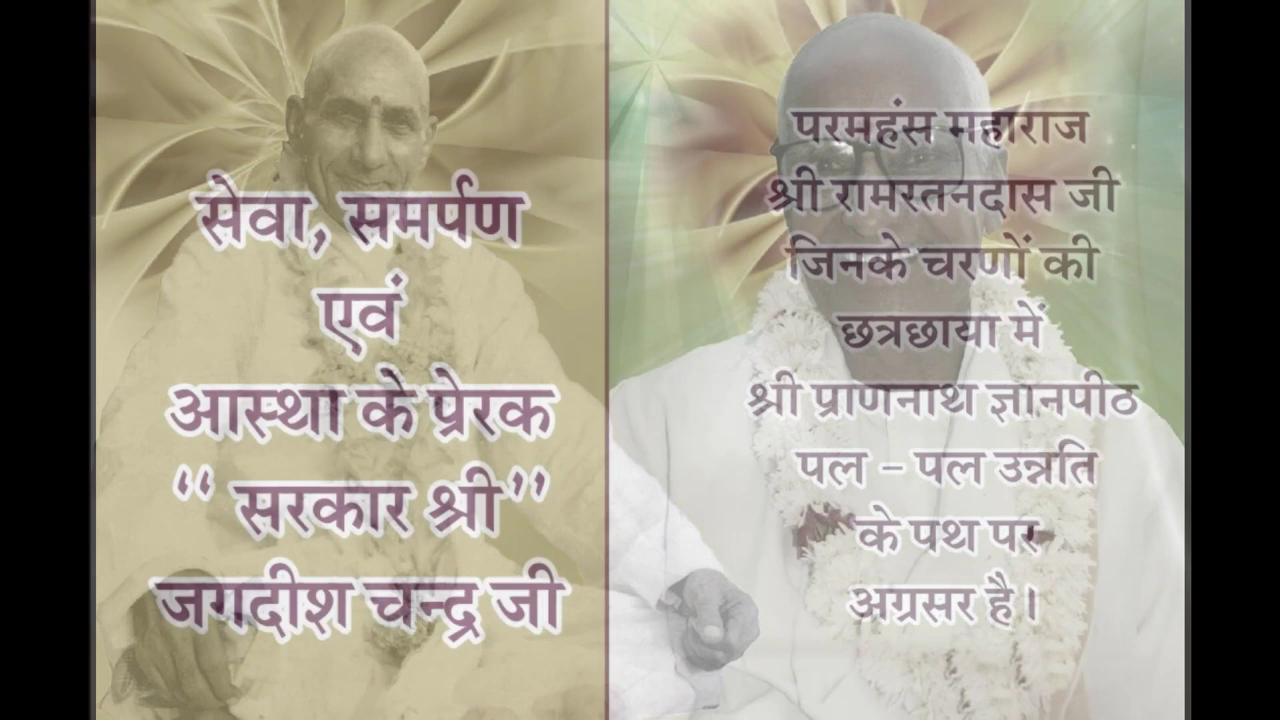 सेवा, समर्पण
एवं
आस्था के प्रेरक
“ सरकार श्री”
जगदीश चन्द्र जी
परमहंस महाराज
श्री रामरतनदास जी
जिनके चरणों की
छत्रछाया में
श्री प्राणनाथ ज्ञानपीठ
पल – पल उन्नति
के पथ पर
अग्रसर है।